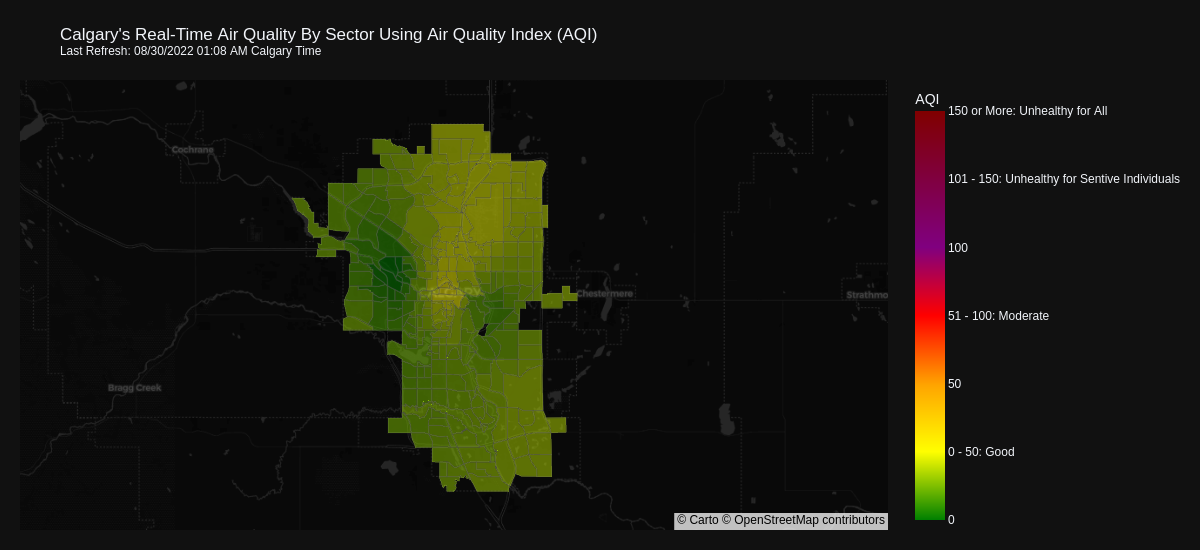 Calgary's Real-Time Air Quality By Sector Using Air Quality Index (AQI)
Last Refresh: 08/30/2022 01:08 AM Calgary Time
AQI
150 or More: Unhealthy for All
Cochrane
101 - 150: Unhealthy for Sentive Individuals
100
Chestermere
Strathmo
51 - 100: Moderate
50
Bragg Creek
0 - 50: Good
0
© Carto © OpenStreetMap contributors